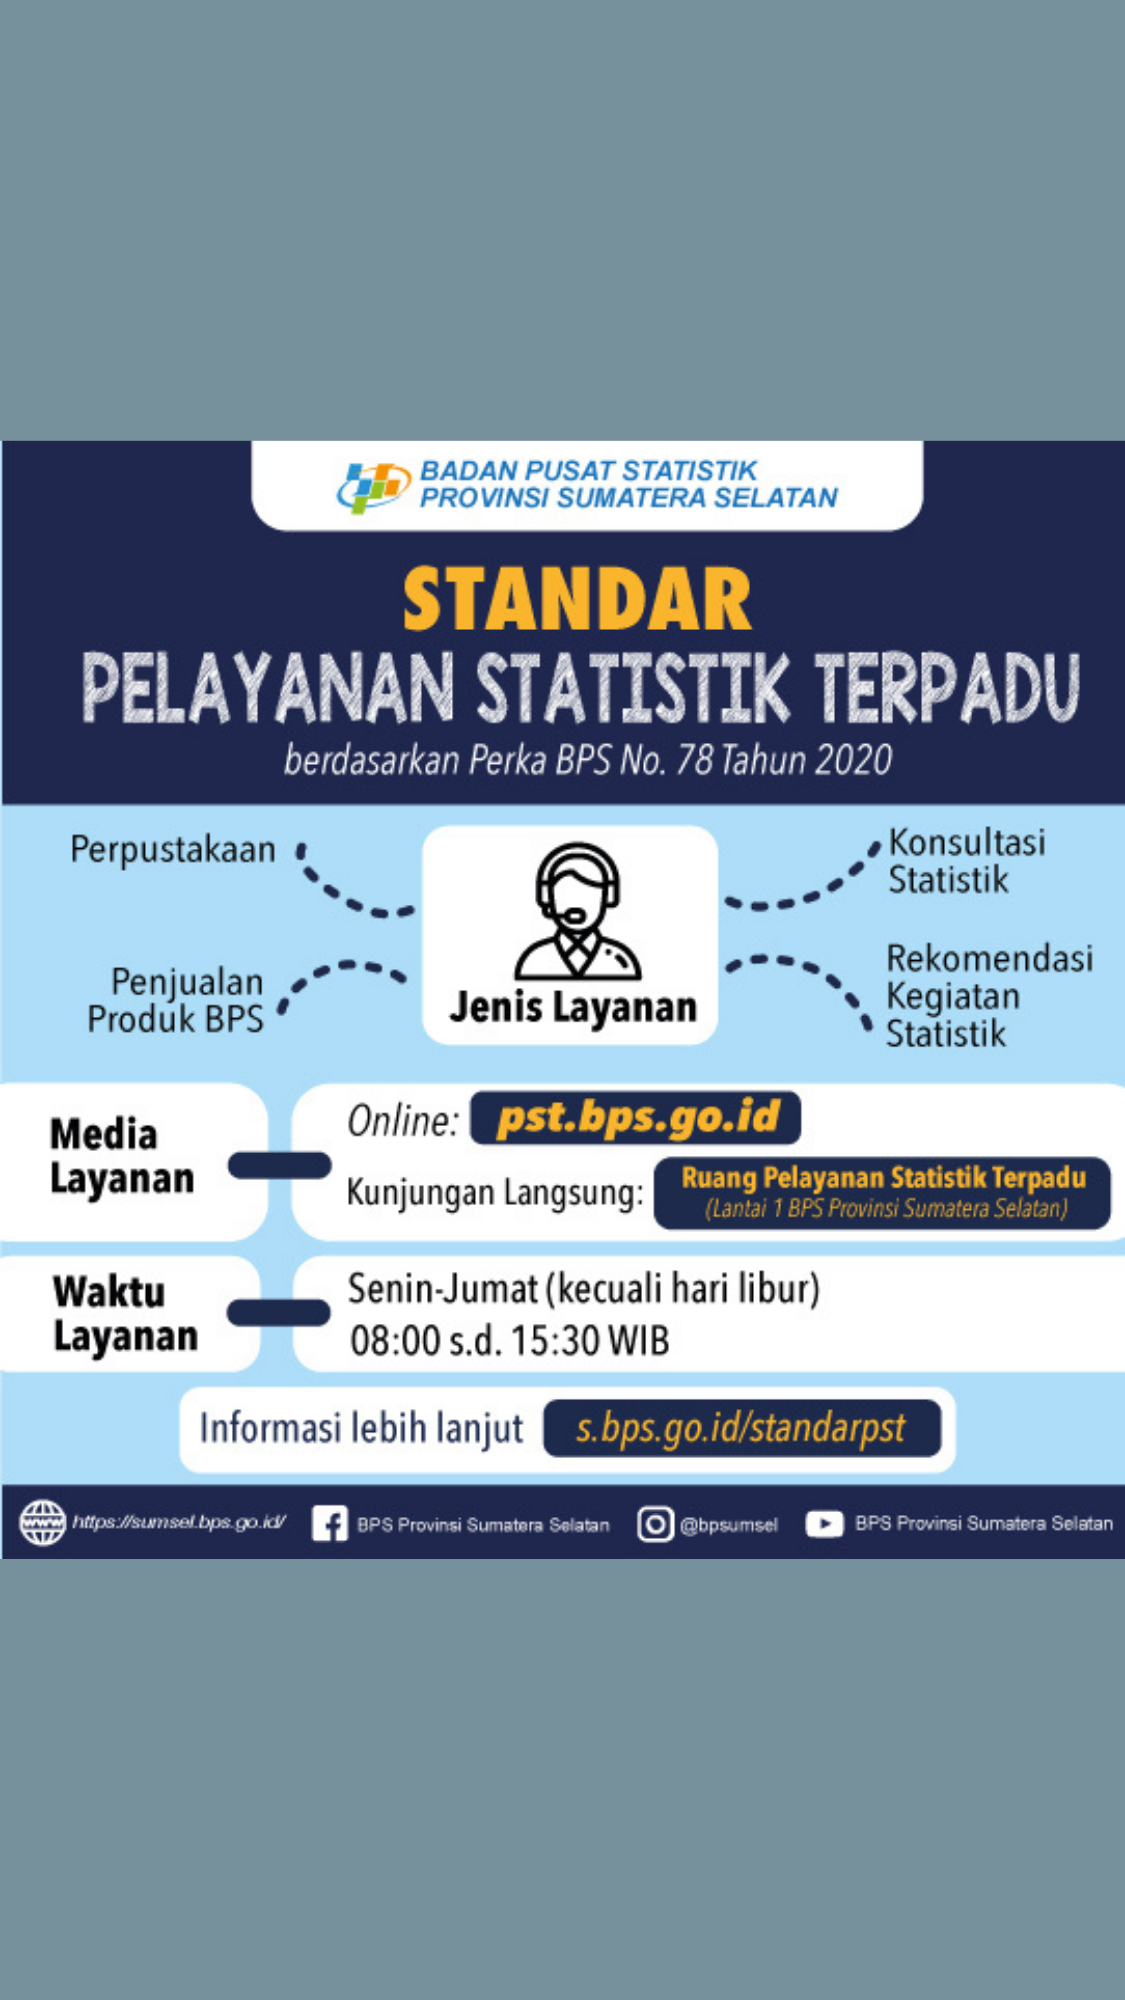 BADAN PUSAT STATISTIK
PROVINSI SUMATERA SELATAN
STANDAR
PELAYANAN STATISTIK TERPADU
berdasarkan Perka BPS No. 78 Tahun 2020
Perpustakaan
Penjualan
Produk BPS
Jenis Layanan
Konsultasi
Statistik
Rekomendasi
Kegiatan
Statistik
Media
Layanan
Online: pst.bps.go.id
Kunjungan Langsung: Ruang Pelayanan Statistik Terpadu
(Lantai 1 BPS Provinsi Sumatera Selatan)
Waktu
Layanan
Senin-Jumat (kecuali hari libur)
08:00 s.d. 15:30 WIB
Informasi lebih lanjut s.bps.go.id/standarpst
www https://sumsel.bps.go.id/ BPS Provinsi Sumatera Selatan @bpsumsel BPS Provinsi Sumatera Selatan